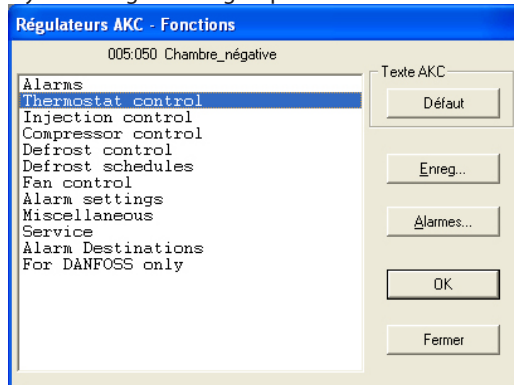 Régulateurs AKC - Fonctions
005:050 Chambre_négative
Alarms
Thermostat control
Injection control
Compressor control
Defrost control
Defrost schedules
Fan control
Alarm settings
Miscellaneous
Service
Alarm Destinations
For DANFOSS only
Texte AKC
Défaut
Enreg...
Alarmes...
OK
Fermer